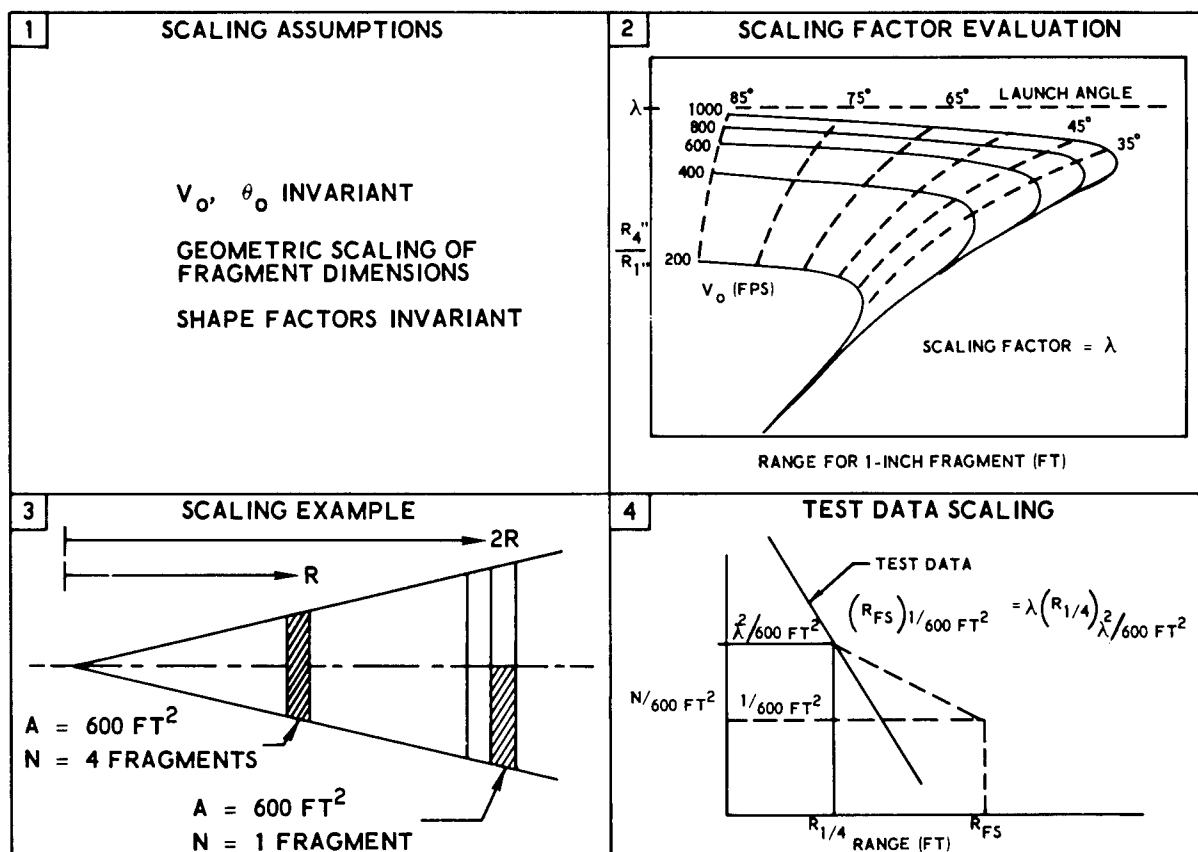 1
SCALING ASSUMPTIONS
V₀, θ₀ INVARIANT
GEOMETRIC SCALING OF
FRAGMENT DIMENSIONS
SHAPE FACTORS INVARIANT
2
SCALING FACTOR EVALUATION
λ
85°
75°
65°
LAUNCH ANGLE
45°
35°
1000
800
600
400
200
R₄"
R₁"
V₀ (FPS)
SCALING FACTOR = λ
RANGE FOR 1-INCH FRAGMENT (FT)
3
SCALING EXAMPLE
2R
R
A = 600 FT²
N = 4 FRAGMENTS
A = 600 FT²
N = 1 FRAGMENT
4
TEST DATA SCALING
TEST DATA
(R_FS)1/600 FT² = λ(R1/4)λ²/600 FT²
λ²/600 FT²
N/600 FT²
1/600 FT²
R1/4
R_FS
RANGE (FT)